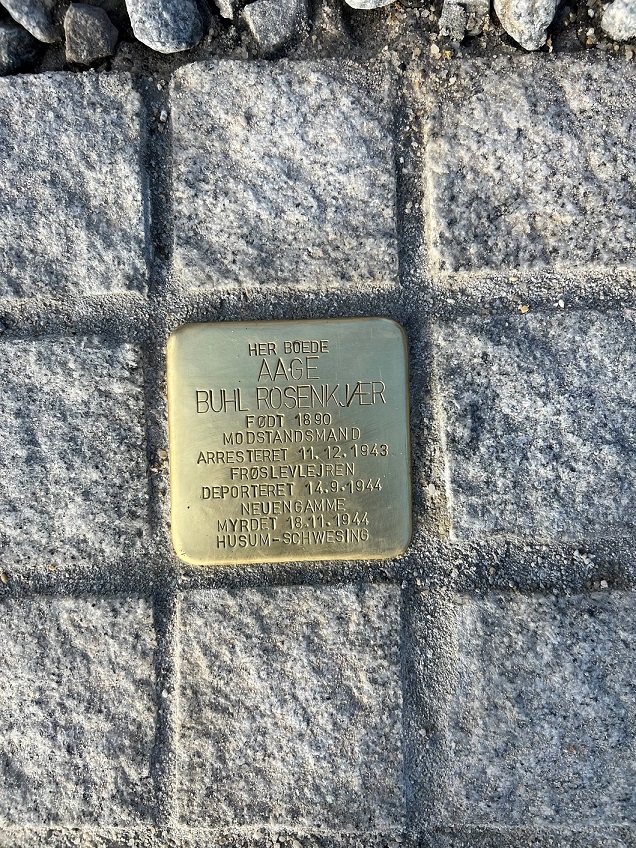 HER BOEDE
AAGE
BUHL ROSENKJÆR
FØDT 1890
MODSTANDSMAND
ARRESTERET 11.12.1943
FRØSLEVLEJREN
DEPORTERET 14.9.1944
NEUENGAMME
MYRDET 18.11.1944
HUSUM-SCHWESING